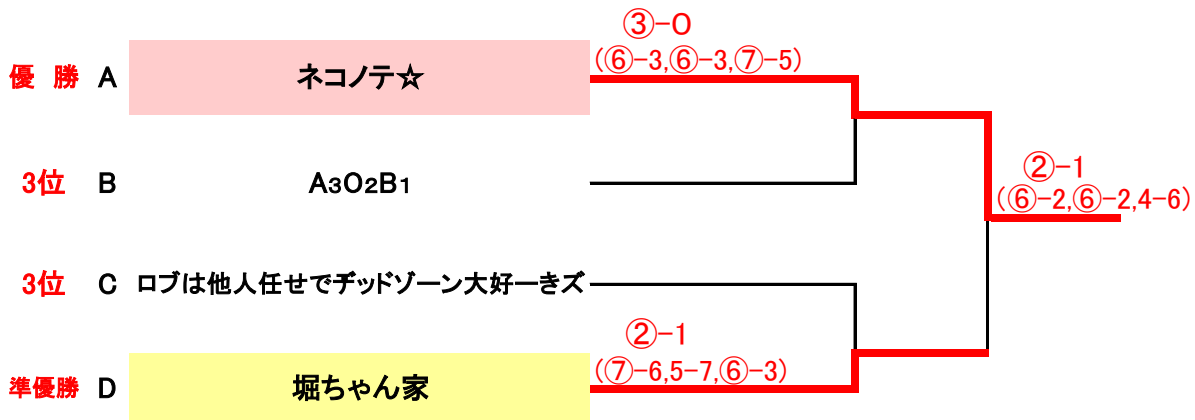 ③-0
(⑥-3,⑥-3,⑦-5)
優 勝 A ネコノテ☆
②-1
(⑥-2,⑥-2,4-6)
3位 B A3O2B1
3位 C ロブは他人任せでヂッドゾーン大好ーきズ
②-1
(⑦-6,5-7,⑥-3)
準優勝 D 堀ちゃん家